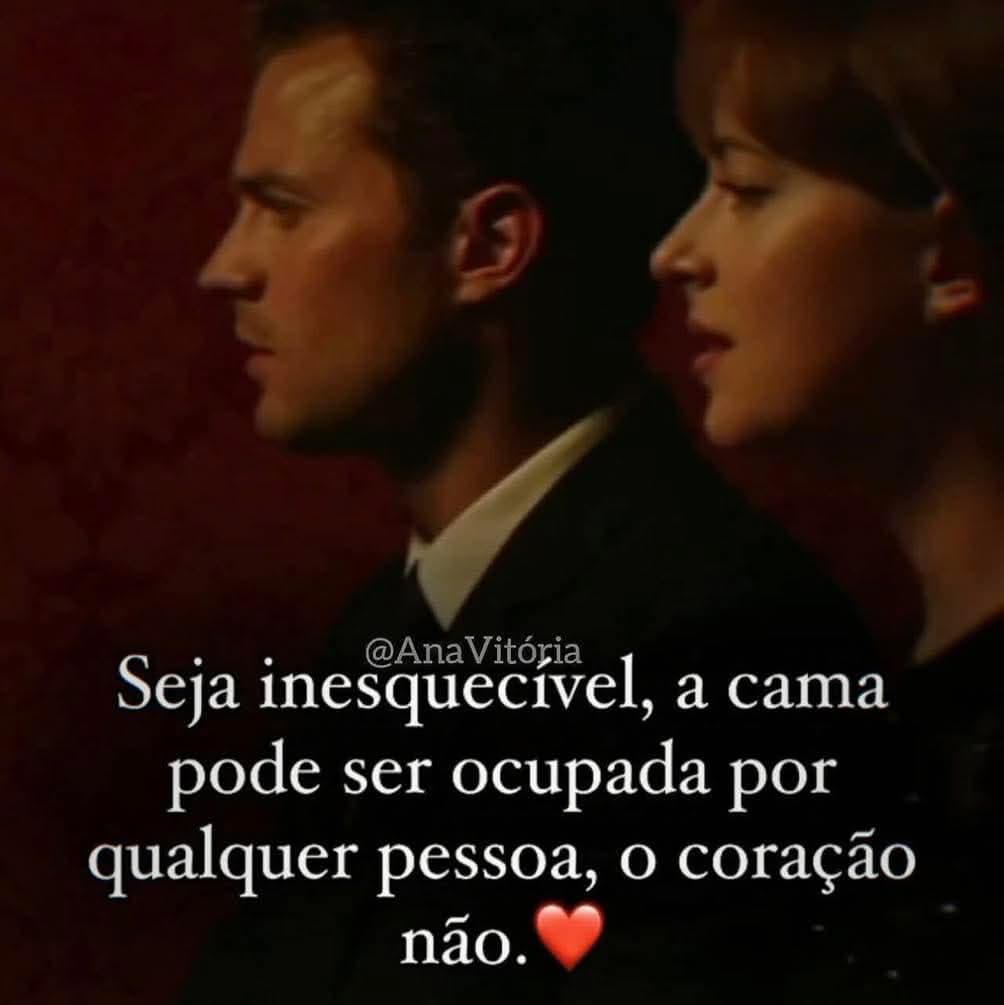 @AnaVitória
Seja inesquecível, a cama
pode ser ocupada por
qualquer pessoa, o coração
não.❤️